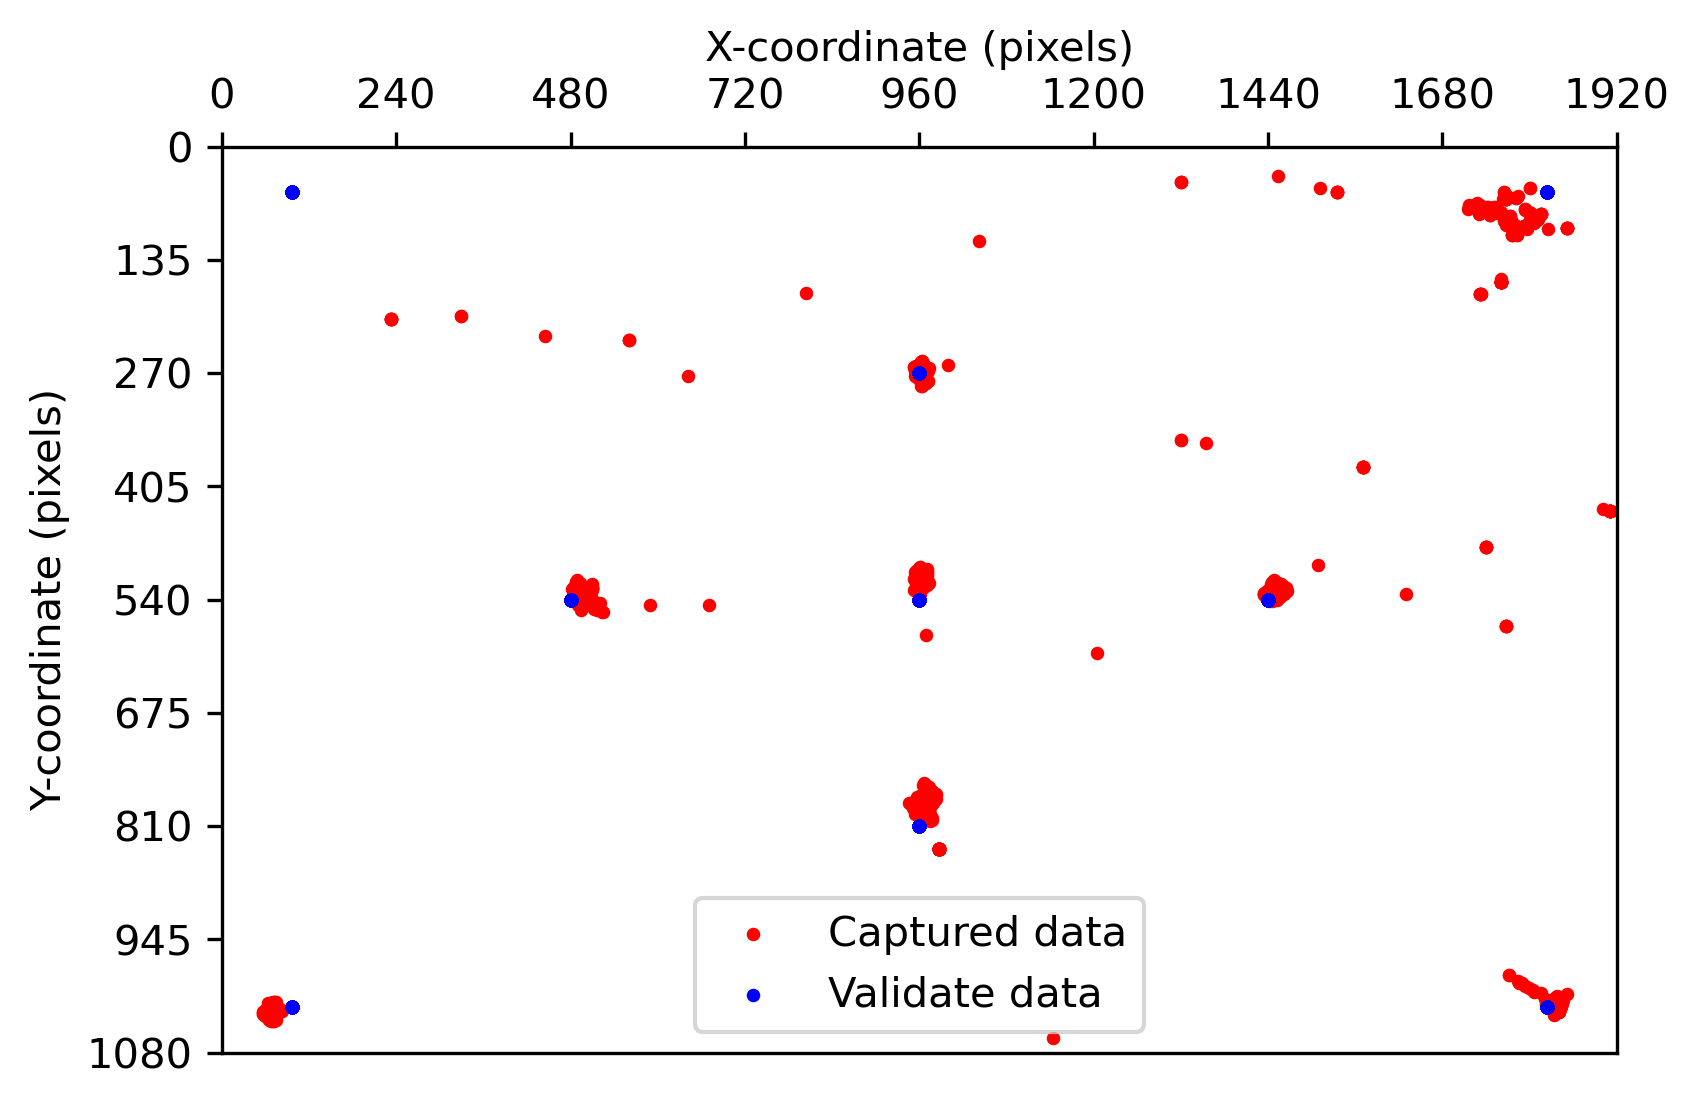 X-coordinate (pixels)
0 240 480 720 960 1200 1440 1680 1920
0
135
270
405
540
675
810
945
1080
Y-coordinate (pixels)
Captured data
Validate data